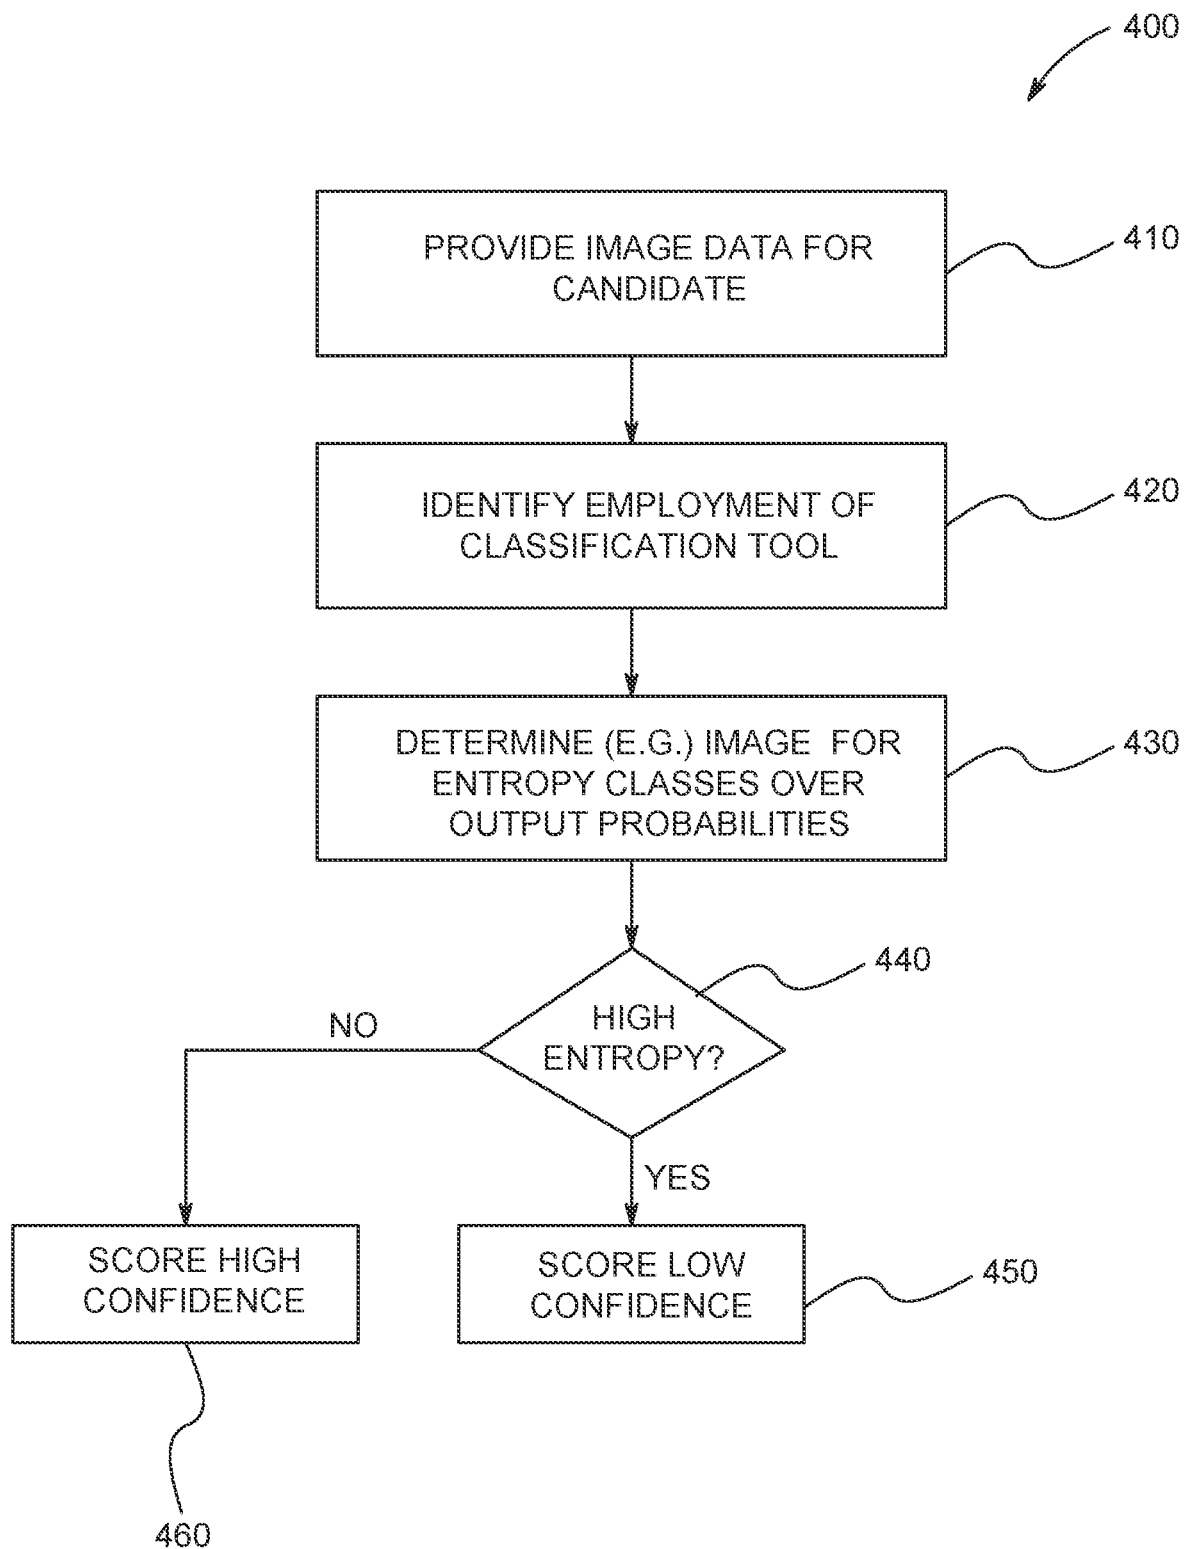 400
PROVIDE IMAGE DATA FOR
CANDIDATE
410
IDENTIFY EMPLOYMENT OF
CLASSIFICATION TOOL
420
DETERMINE (E.G.) IMAGE FOR
ENTROPY CLASSES OVER
OUTPUT PROBABILITIES
430
HIGH
ENTROPY?
440
NO
YES
SCORE HIGH
CONFIDENCE
SCORE LOW
CONFIDENCE
450
460